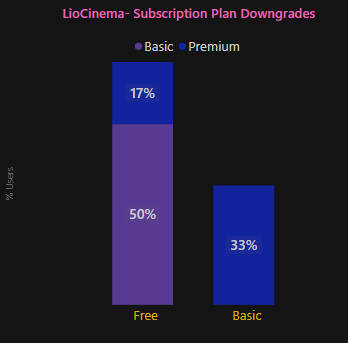 LioCinema- Subscription Plan Downgrades
Basic Premium
17%
50%
33%
% Users
Free Basic